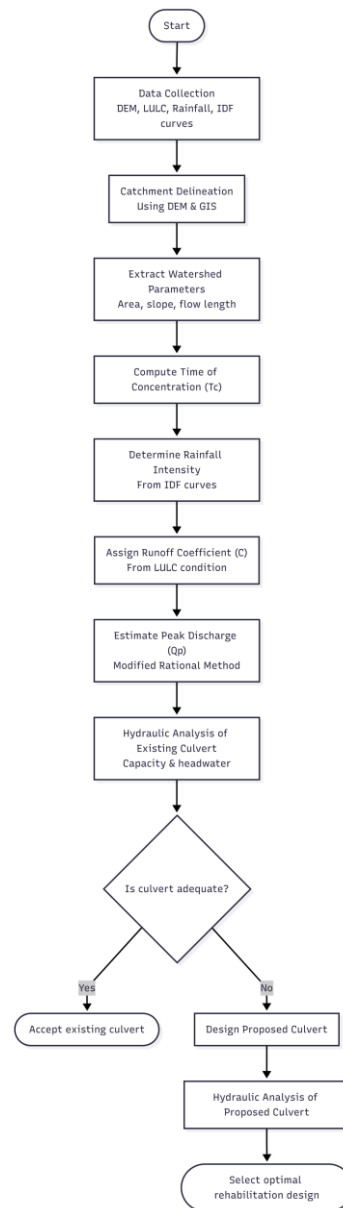 Start
Data Collection
DEM, LULC, Rainfall, IDF
curves
Catchment Delineation
Using DEM & GIS
Extract Watershed
Parameters
Area, slope, flow length
Compute Time of
Concentration (Tc)
Determine Rainfall
Intensity
From IDF curves
Assign Runoff Coefficient (C)
From LULC condition
Estimate Peak Discharge
(Qp)
Modified Rational Method
Hydraulic Analysis of
Existing Culvert
Capacity & headwater
Is culvert adequate?
Yes
No
Accept existing culvert
Design Proposed Culvert
Hydraulic Analysis of
Proposed Culvert
Select optimal
rehabilitation design